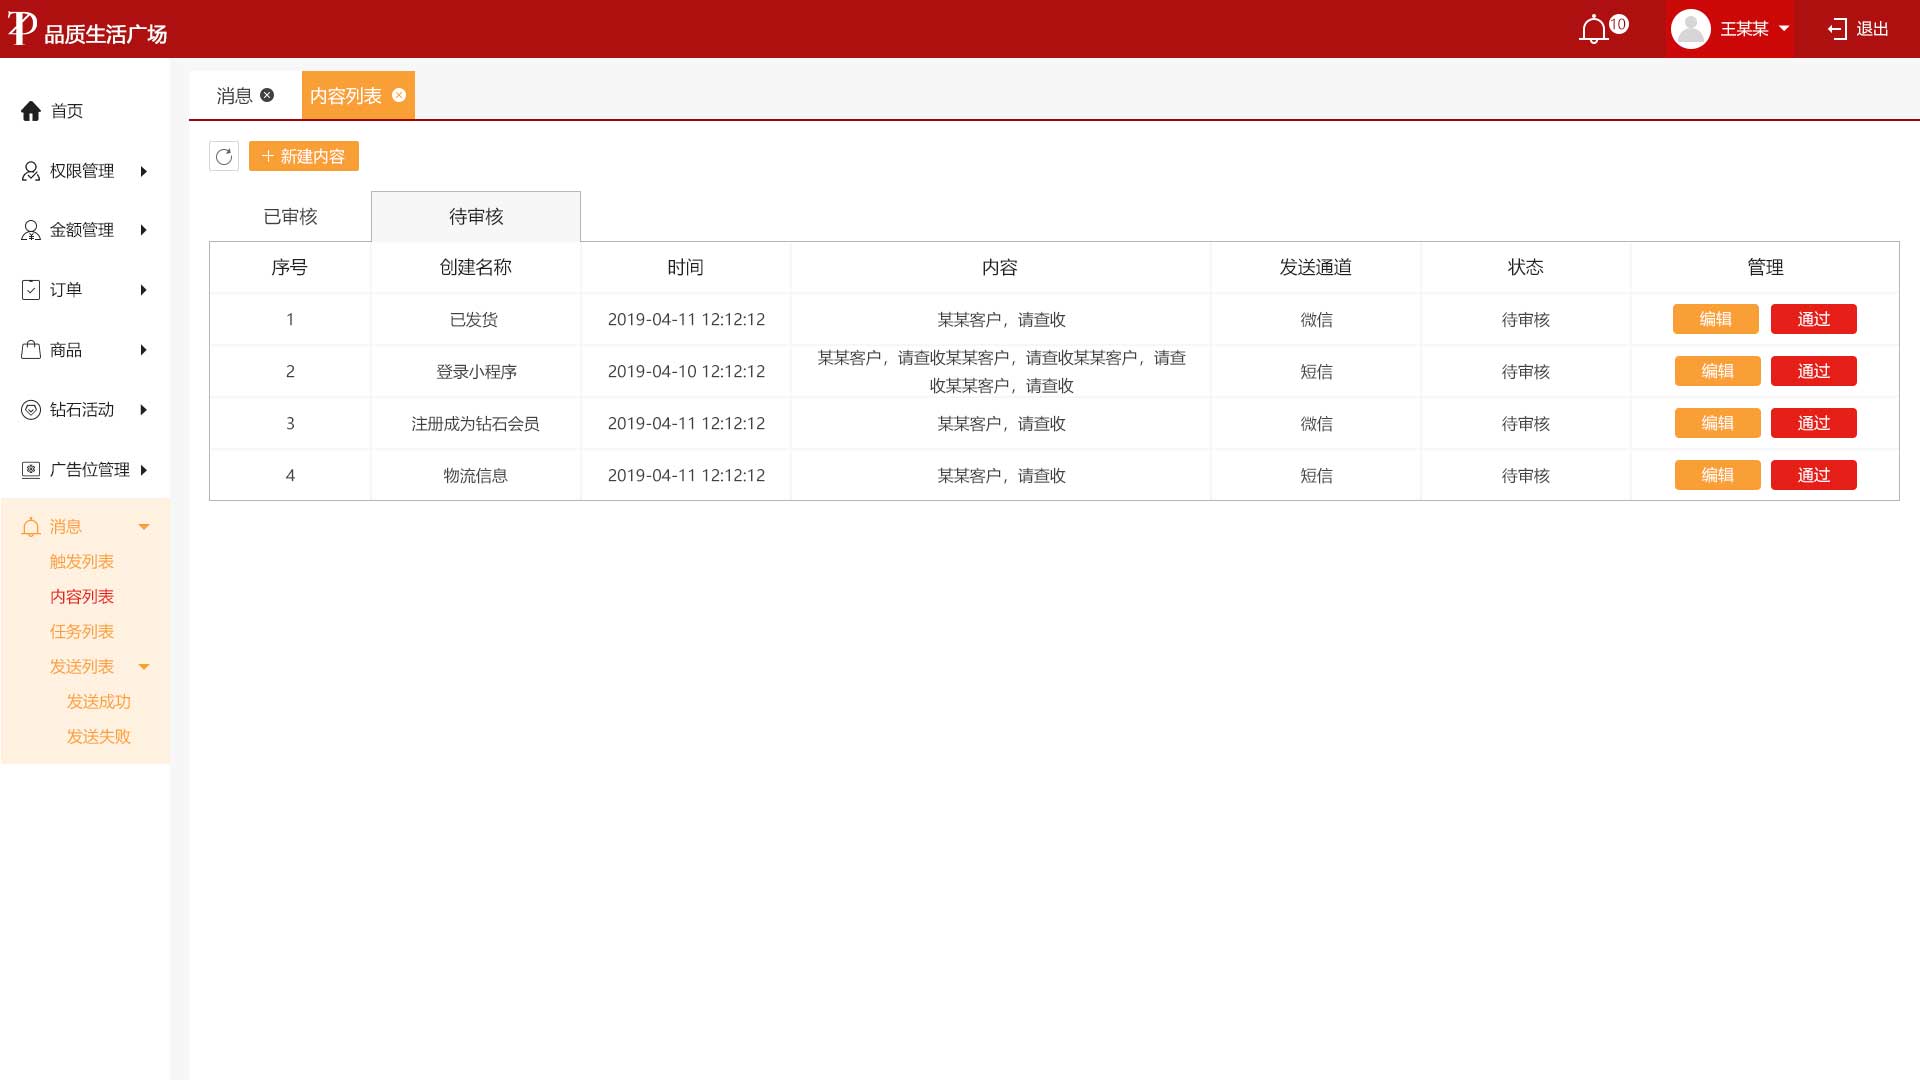 品质生活广场
10
王某某
退出
首页
权限管理
金额管理
订单
商品
钻石活动
广告位管理
消息
触发列表
内容列表
任务列表
发送列表
发送成功
发送失败
消息
内容列表
新建内容
已审核
待审核
序号 创建名称 时间 内容 发送通道 状态 管理
1 已发货 2019-04-11 12:12:12 某某客户，请查收 微信 待审核 编辑 通过
2 登录小程序 2019-04-10 12:12:12 某某客户，请查收某某客户，请查收某某客户，请查
收某某客户，请查收 短信 待审核 编辑 通过
3 注册成为钻石会员 2019-04-11 12:12:12 某某客户，请查收 微信 待审核 编辑 通过
4 物流信息 2019-04-11 12:12:12 某某客户，请查收 短信 待审核 编辑 通过